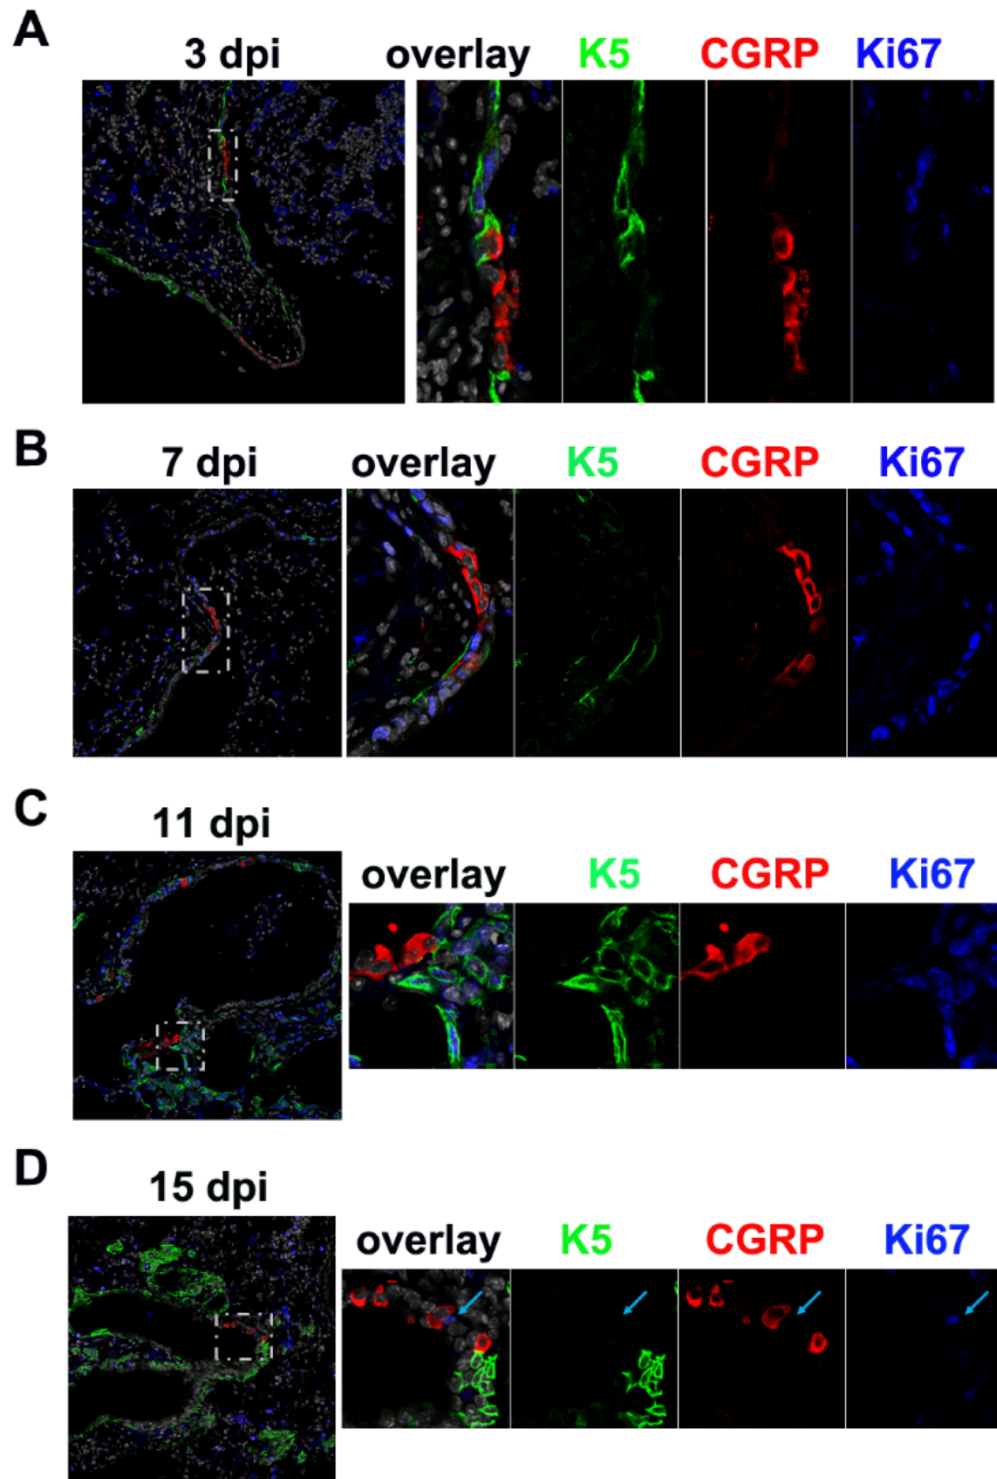 A
3 dpi overlay K5 CGRP Ki67
B
7 dpi overlay K5 CGRP Ki67
C
11 dpi
overlay K5 CGRP Ki67
D
15 dpi
overlay K5 CGRP Ki67